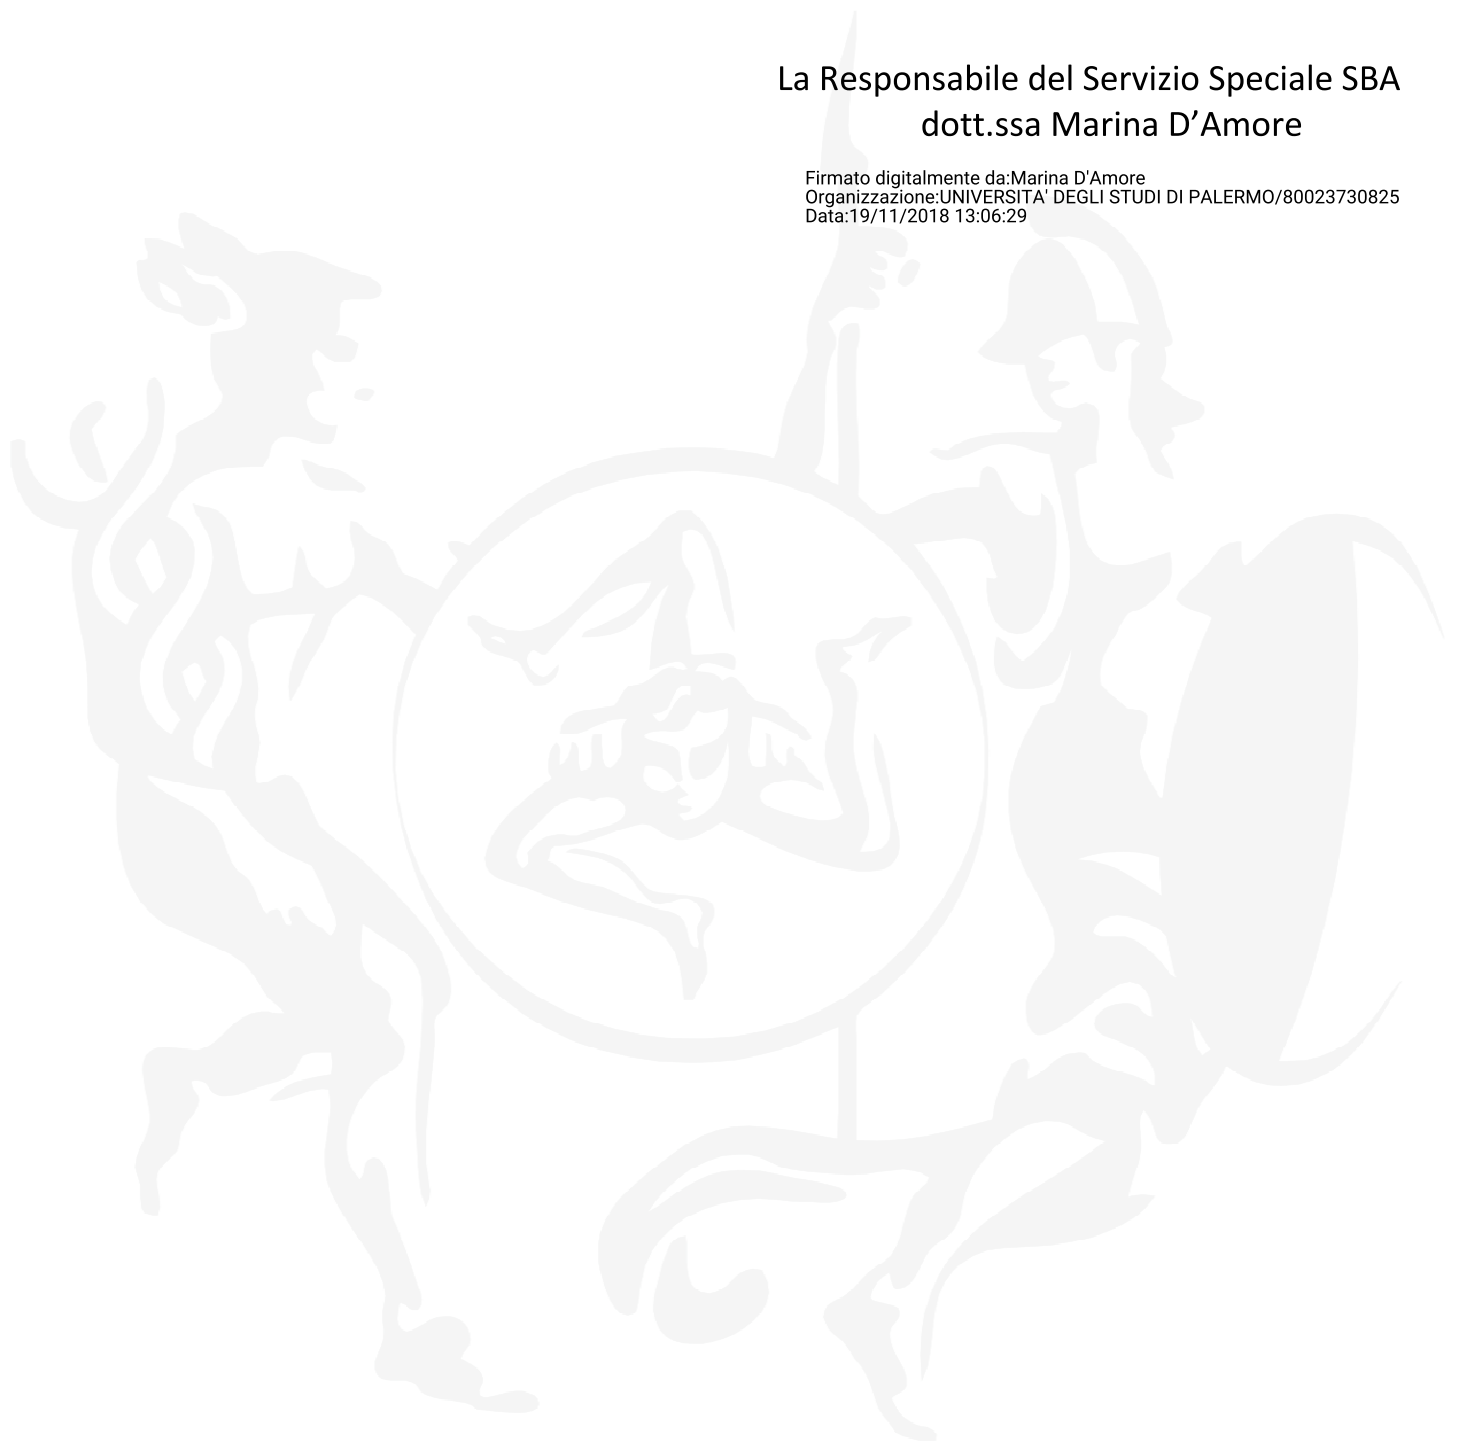 La Responsabile del Servizio Speciale SBA
dott.ssa Marina D’Amore
Firmato digitalmente da:Marina D'Amore
Organizzazione:UNIVERSITA' DEGLI STUDI DI PALERMO/80023730825
Data:19/11/2018 13:06:29